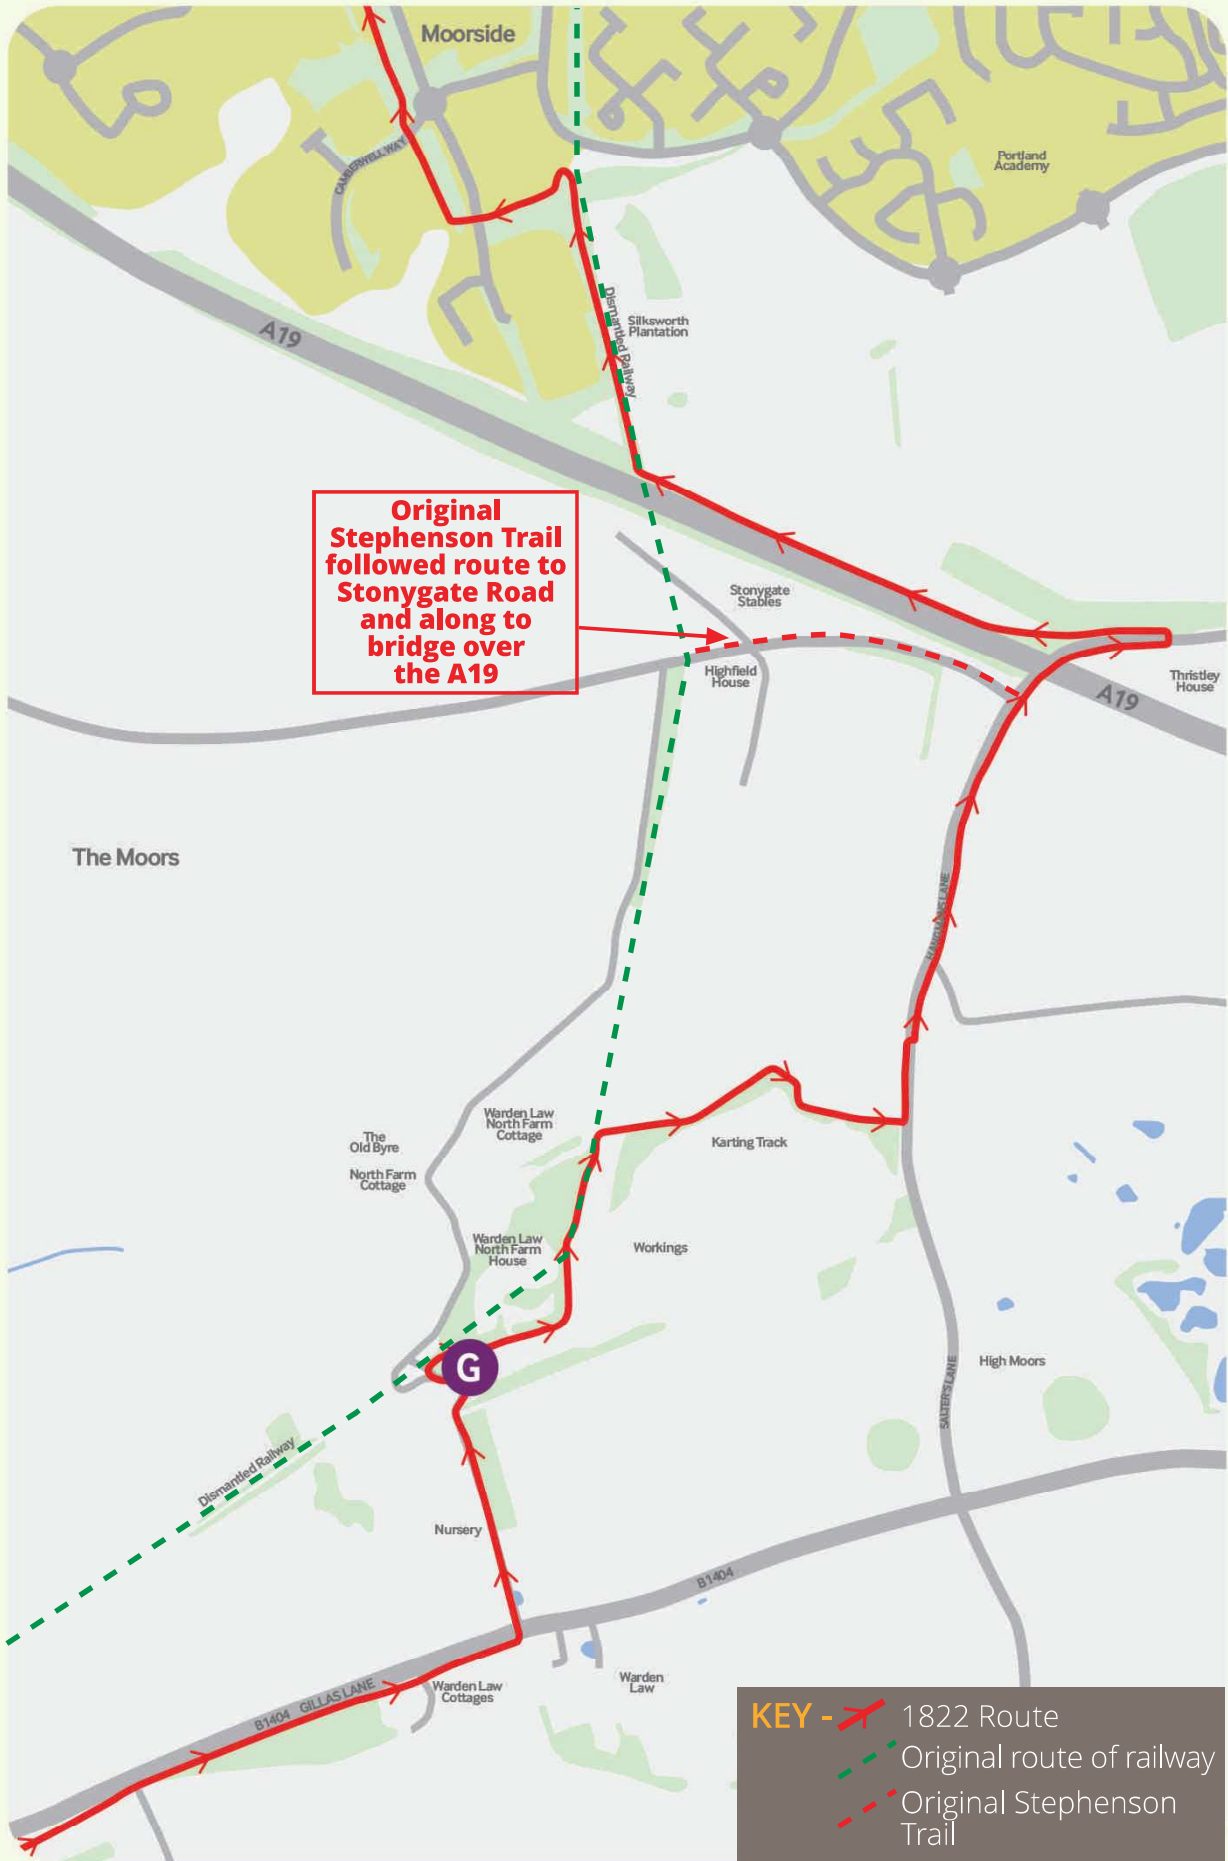 Moorside
CAMBERWELL WAY
Portland
Academy
A19
Dismantled Railway
Silksworth
Plantation
Original
Stephenson Trail
followed route to
Stonygate Road
and along to
bridge over
the A19
Stonygate
Stables
Highfield
House
Thristley
House
A19
The Moors
HANGMANS LANE
Warden Law
North Farm
Cottage
The
Old Byre
North Farm
Cottage
Karting Track
Warden Law
North Farm
House
Workings
G
High Moors
SALTERS LANE
Dismantled Railway
Nursery
B1404
Warden
Law
Warden Law
Cottages
B1404 GILLAS LANE
KEY - 1822 Route
Original route of railway
Original Stephenson
Trail